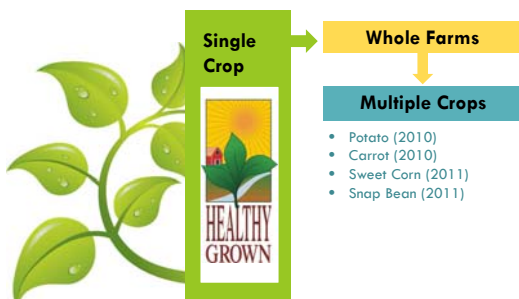 Single
Crop
Whole Farms
Multiple Crops
• Potato (2010)
• Carrot (2010)
• Sweet Corn (2011)
• Snap Bean (2011)
HEALTHY
GROWN